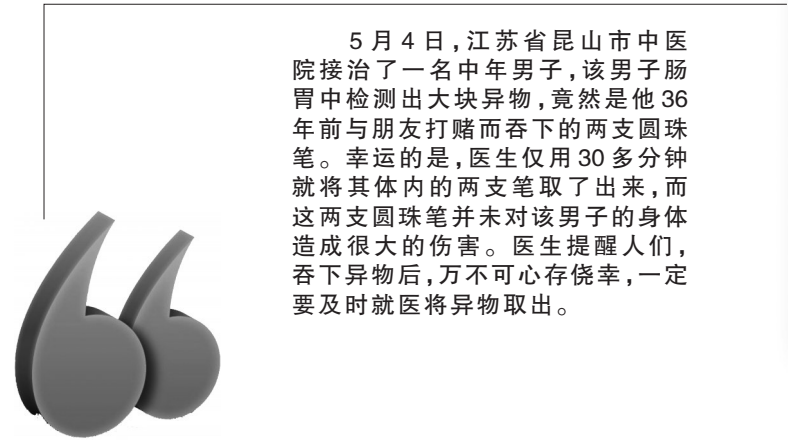 5月4日，江苏省昆山市中医
院接治了一名中年男子，该男子肠
胃中检测出大块异物，竟然是他36
年前与朋友打赌而吞下的两支圆珠
笔。幸运的是，医生仅用30多分钟
就将其体内的两支笔取了出来，而
这两支圆珠笔并未对该男子的身体
造成很大的伤害。医生提醒人们，
吞下异物后，万不可心存侥幸，一定
要及时就医将异物取出。